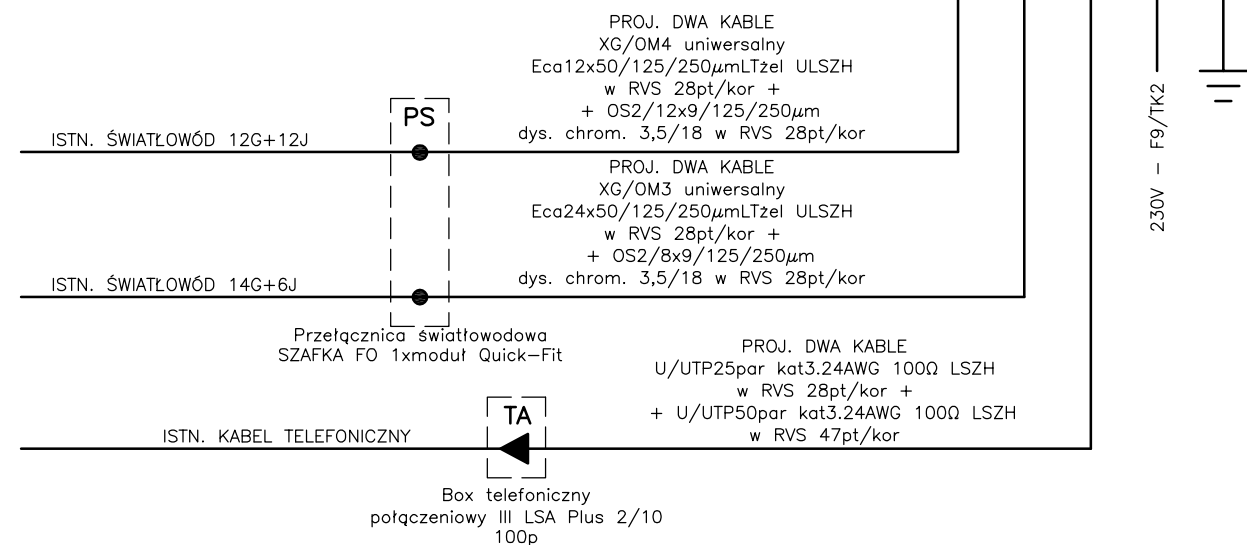 PROJ. DWA KABLE
XG/OM4 uniwersalny
Eca12x50/125/250μmLTżel ULSZH
w RVS 28pt/kor +
+ OS2/12x9/125/250μm
dys. chrom. 3,5/18 w RVS 28pt/kor
PS
ISTN. ŚWIATŁOWÓD 12G+12J
230V – F9/TK2
PROJ. DWA KABLE
XG/OM3 uniwersalny
Eca24x50/125/250μmLTżel ULSZH
w RVS 28pt/kor +
+ OS2/8x9/125/250μm
dys. chrom. 3,5/18 w RVS 28pt/kor
ISTN. ŚWIATŁOWÓD 14G+6J
Przełącznica światłowodowa
SZAFKA FO 1xmoduł Quick–Fit
PROJ. DWA KABLE
U/UTP25par kat3.24AWG 100Ω LSZH
w RVS 28pt/kor +
+ U/UTP50par kat3.24AWG 100Ω LSZH
w RVS 47pt/kor
TA
ISTN. KABEL TELEFONICZNY
Box telefoniczny
połączeniowy III LSA Plus 2/10
100p